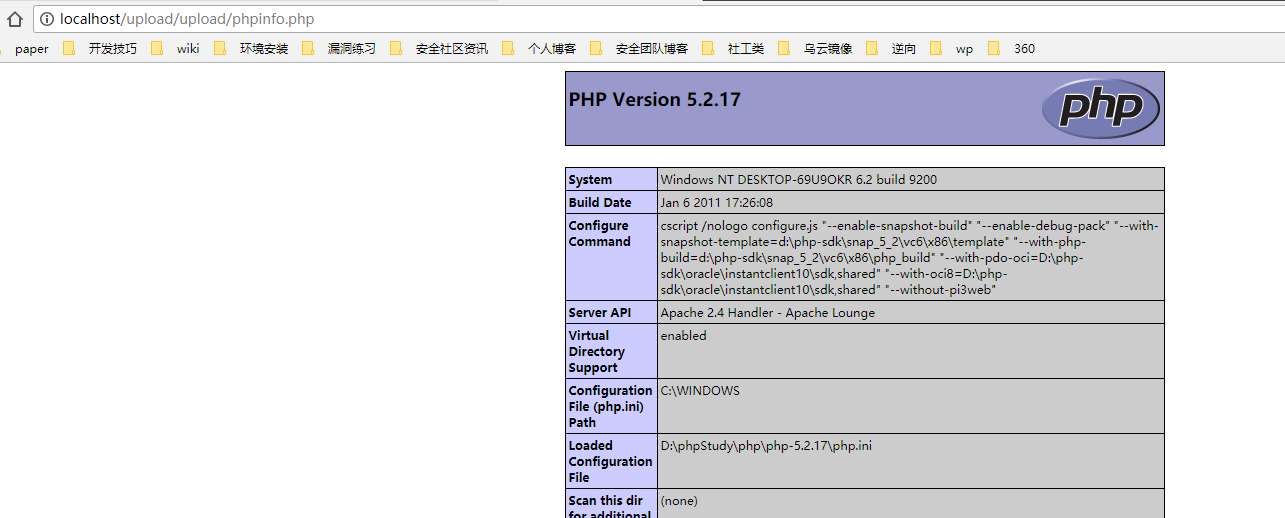 localhost/upload/upload/phpinfo.php
paper 开发技巧 wiki 环境安装 漏洞练习 安全社区资讯 个人博客 安全团队博客 社工类 乌云镜像 逆向 wp 360
PHP Version 5.2.17
php
System Windows NT DESKTOP-69U9OKR 6.2 build 9200
Build Date Jan 6 2011 17:26:08
Configure cscript /nologo configure.js "--enable-snapshot-build" "--enable-debug-pack" "--with-
Command snapshot-template=d:\php-sdk\snap_5_2\vc6\x86\template" "--with-php-
build=d:\php-sdk\snap_5_2\vc6\x86\php_build" "--with-pdo-oci=D:\php-
sdk\oracle\instantclient10\sdk,shared" "--with-oci8=D:\php-
sdk\oracle\instantclient10\sdk,shared" "--without-pi3web"
Server API Apache 2.4 Handler - Apache Lounge
Virtual enabled
Directory
Support
Configuration C:\WINDOWS
File (php.ini)
Path
Loaded D:\phpStudy\php\php-5.2.17\php.ini
Configuration
File
Scan this dir (none)
for additional